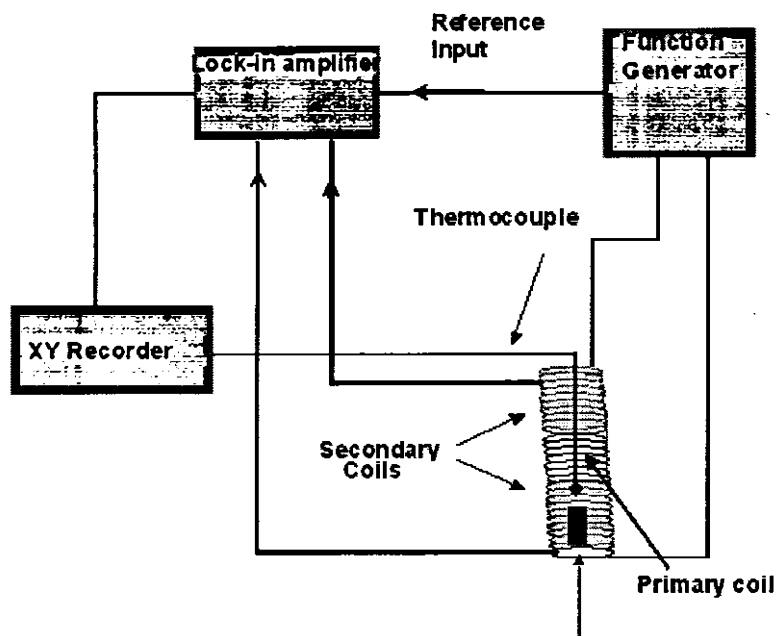 Reference
Input
Lock-in amplifier
Function
Generator
Thermocouple
XY Recorder
Secondary
Coils
Primary coil